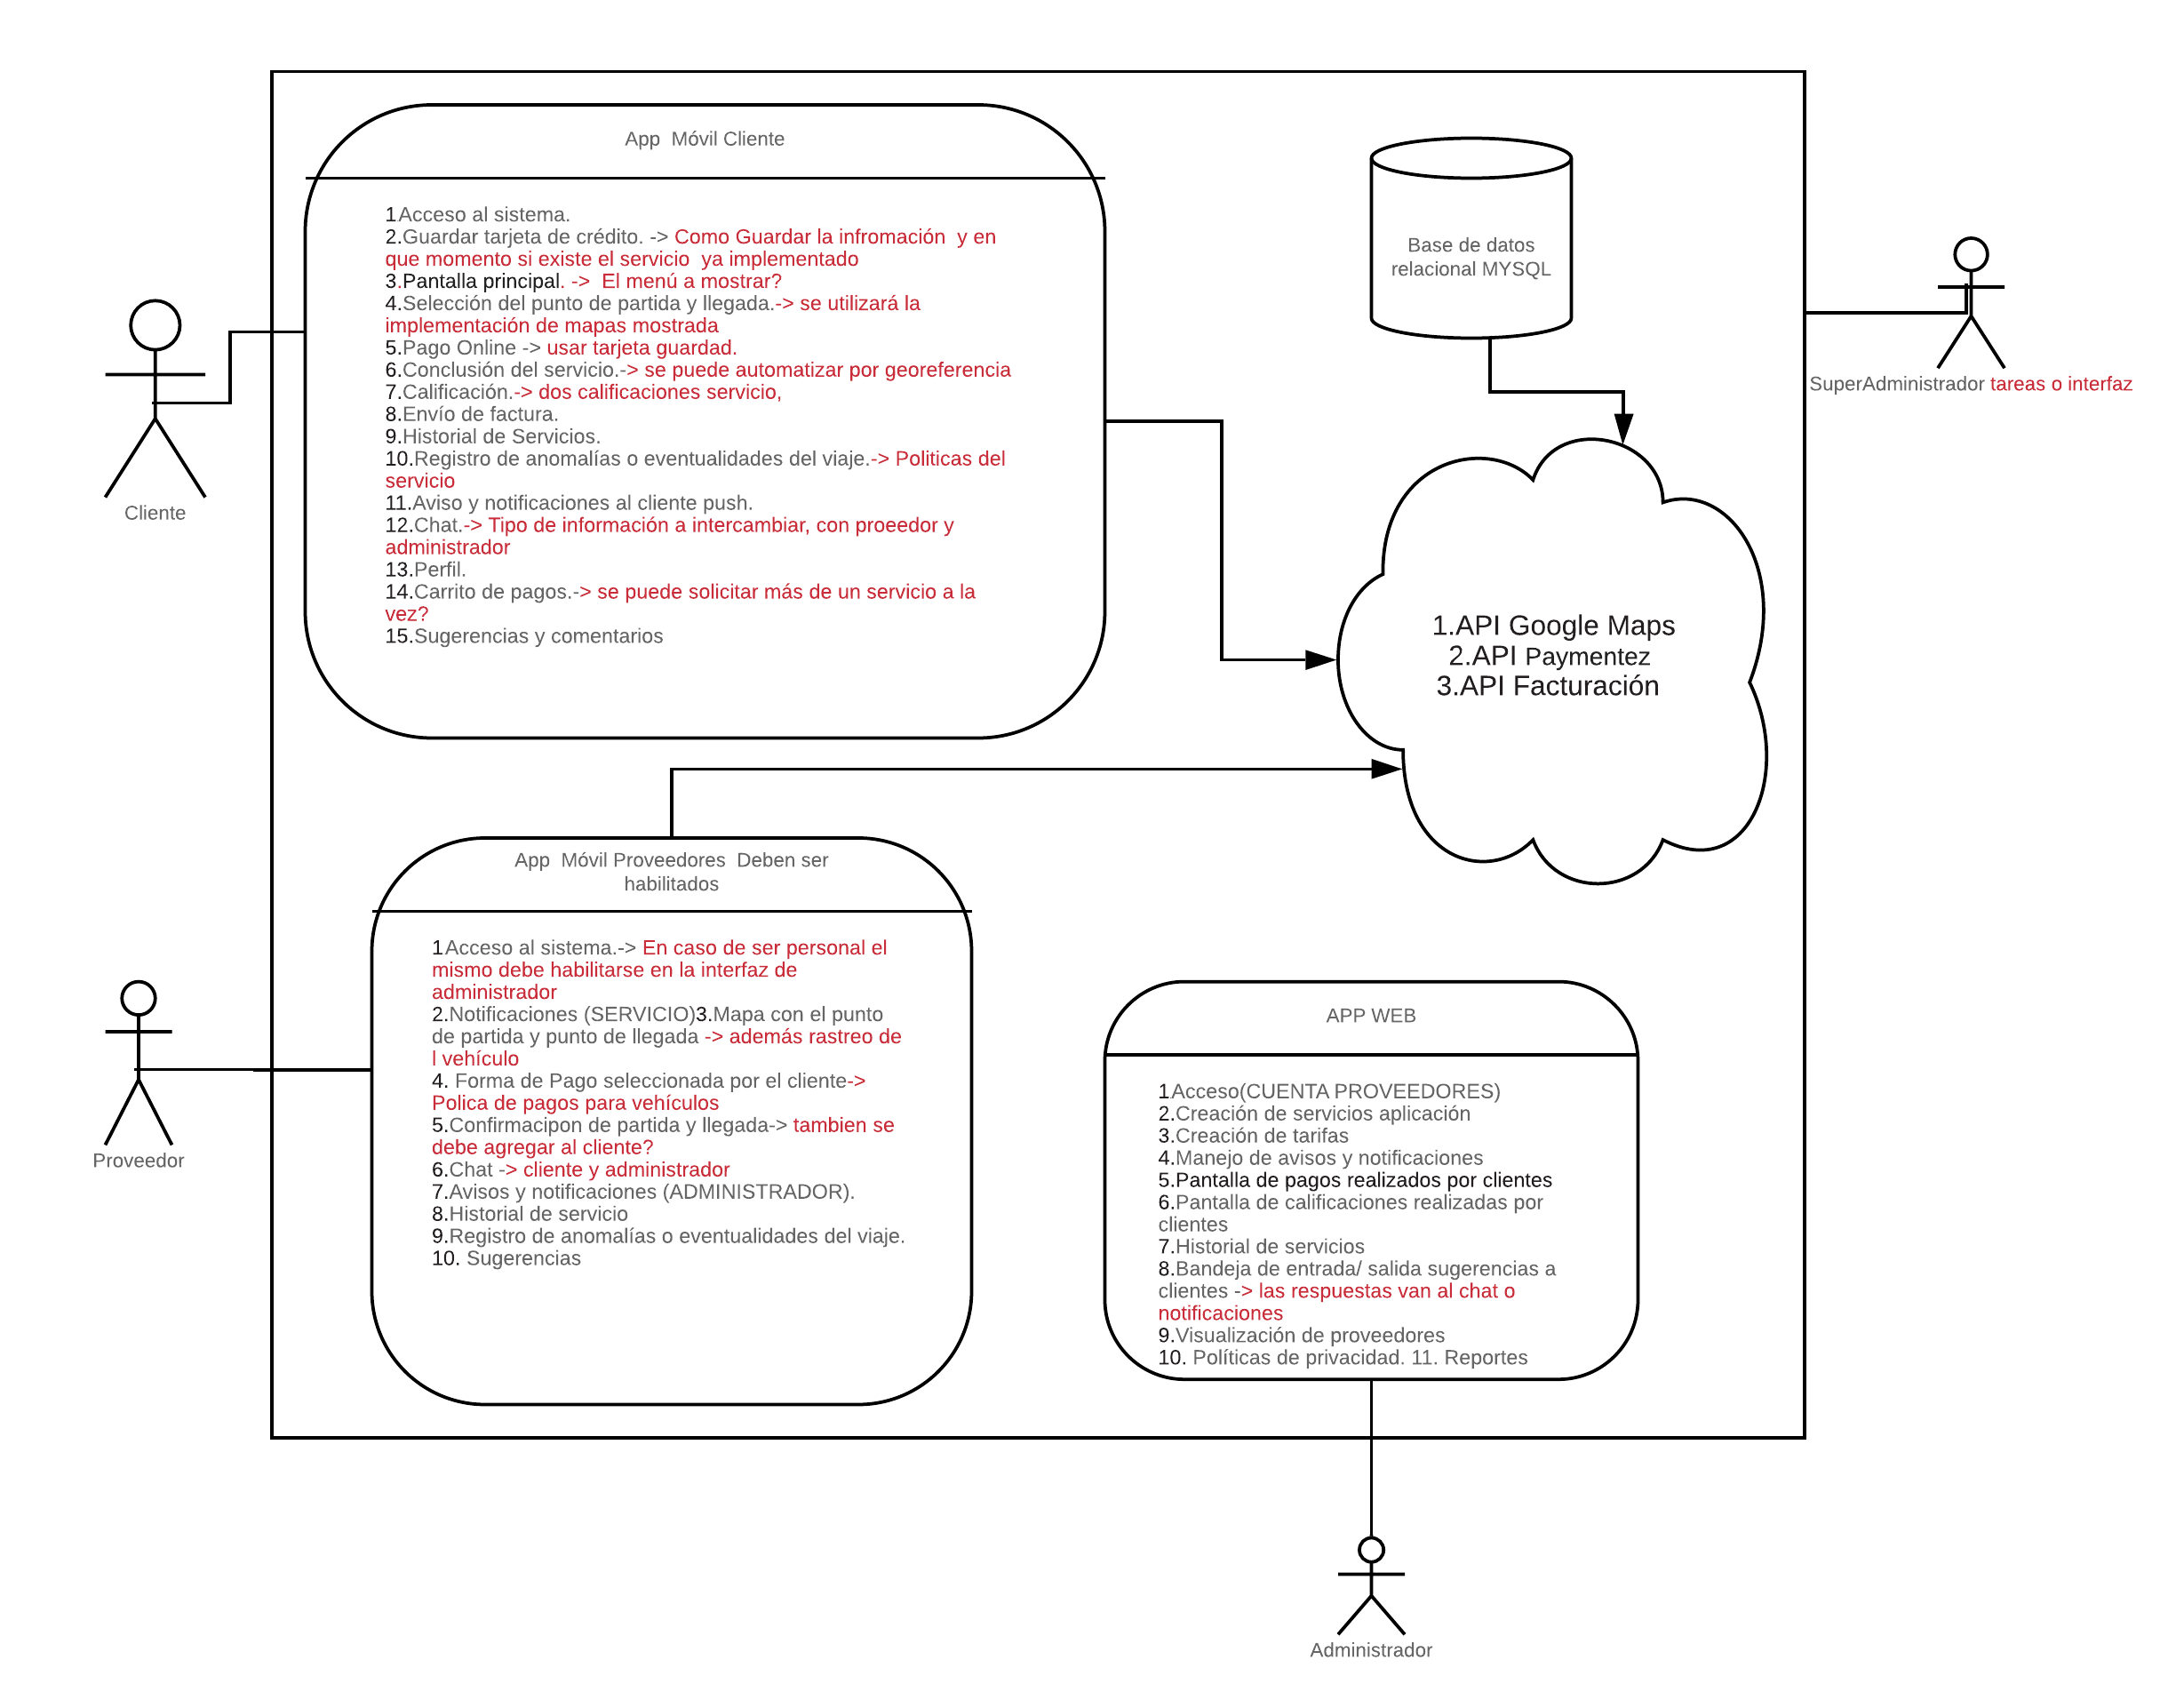 App  Móvil Cliente
1Acceso al sistema.
2.Guardar tarjeta de crédito. -> Como Guardar la infromación  y en
que momento si existe el servicio  ya implementado
3.Pantalla principal. ->  El menú a mostrar?
4.Selección del punto de partida y llegada.-> se utilizará la
implementación de mapas mostrada
5.Pago Online -> usar tarjeta guardad.
6.Conclusión del servicio.-> se puede automatizar por georeferencia
7.Calificación.-> dos calificaciones servicio,
8.Envío de factura.
9.Historial de Servicios.
10.Registro de anomalías o eventualidades del viaje.-> Politicas del
servicio
11.Aviso y notificaciones al cliente push.
12.Chat.-> Tipo de información a intercambiar, con proeedor y
administrador
13.Perfil.
14.Carrito de pagos.-> se puede solicitar más de un servicio a la
vez?
15.Sugerencias y comentarios
Cliente
Base de datos
relacional MYSQL
SuperAdministrador tareas o interfaz
1.API Google Maps
2.API Paymentez
3.API Facturación
App  Móvil Proveedores  Deben ser
habilitados
1Acceso al sistema.-> En caso de ser personal el
mismo debe habilitarse en la interfaz de
administrador
2.Notificaciones (SERVICIO)3.Mapa con el punto
de partida y punto de llegada -> además rastreo de
l vehículo
4. Forma de Pago seleccionada por el cliente->
Polica de pagos para vehículos
5.Confirmacipon de partida y llegada-> tambien se
debe agregar al cliente?
6.Chat -> cliente y administrador
7.Avisos y notificaciones (ADMINISTRADOR).
8.Historial de servicio
9.Registro de anomalías o eventualidades del viaje.
10. Sugerencias
Proveedor
APP WEB
1Acceso(CUENTA PROVEEDORES)
2.Creación de servicios aplicación
3.Creación de tarifas
4.Manejo de avisos y notificaciones
5.Pantalla de pagos realizados por clientes
6.Pantalla de calificaciones realizadas por
clientes
7.Historial de servicios
8.Bandeja de entrada/ salida sugerencias a
clientes -> las respuestas van al chat o
notificaciones
9.Visualización de proveedores
10. Políticas de privacidad. 11. Reportes
Administrador